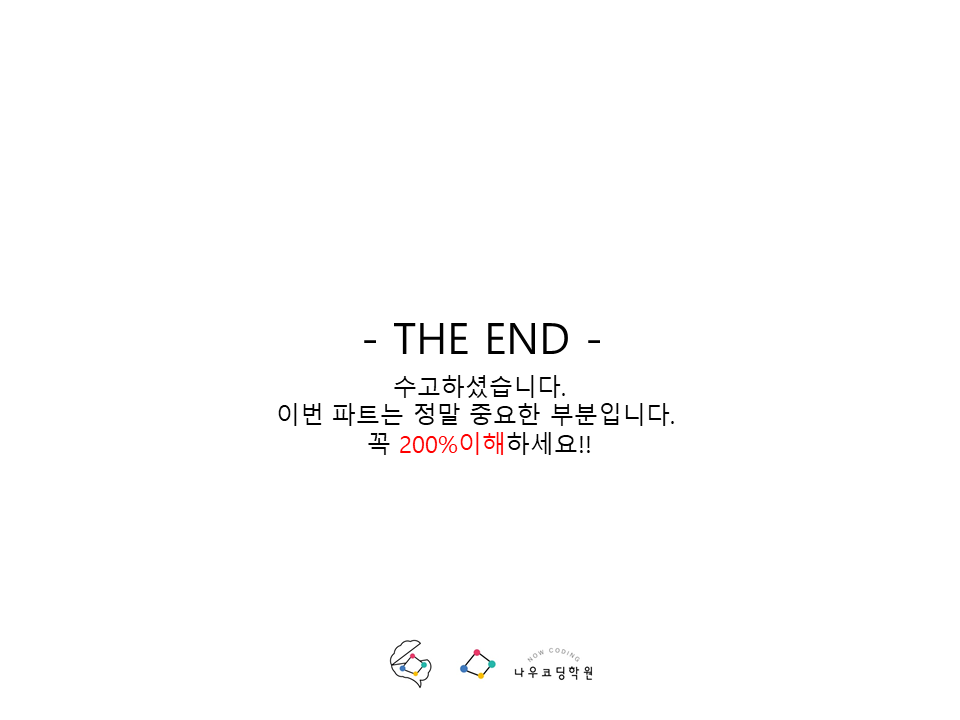 - THE END -
수고하셨습니다.
이번 파트는 정말 중요한 부분입니다.
꼭 200%이해하세요!!
NOW CODING
나우코딩학원